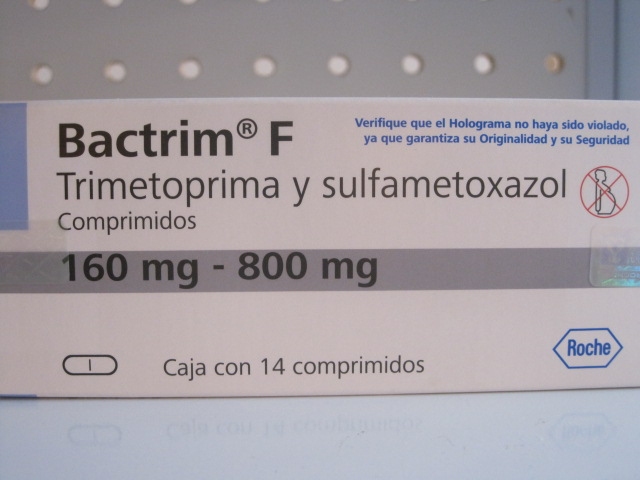 Bactrim® F
Verifique que el Holograma no haya sido violado,
ya que garantiza su Originalidad y su Seguridad
Trimetoprima y sulfametoxazol
Comprimidos
160 mg - 800 mg
Caja con 14 comprimidos
Roche